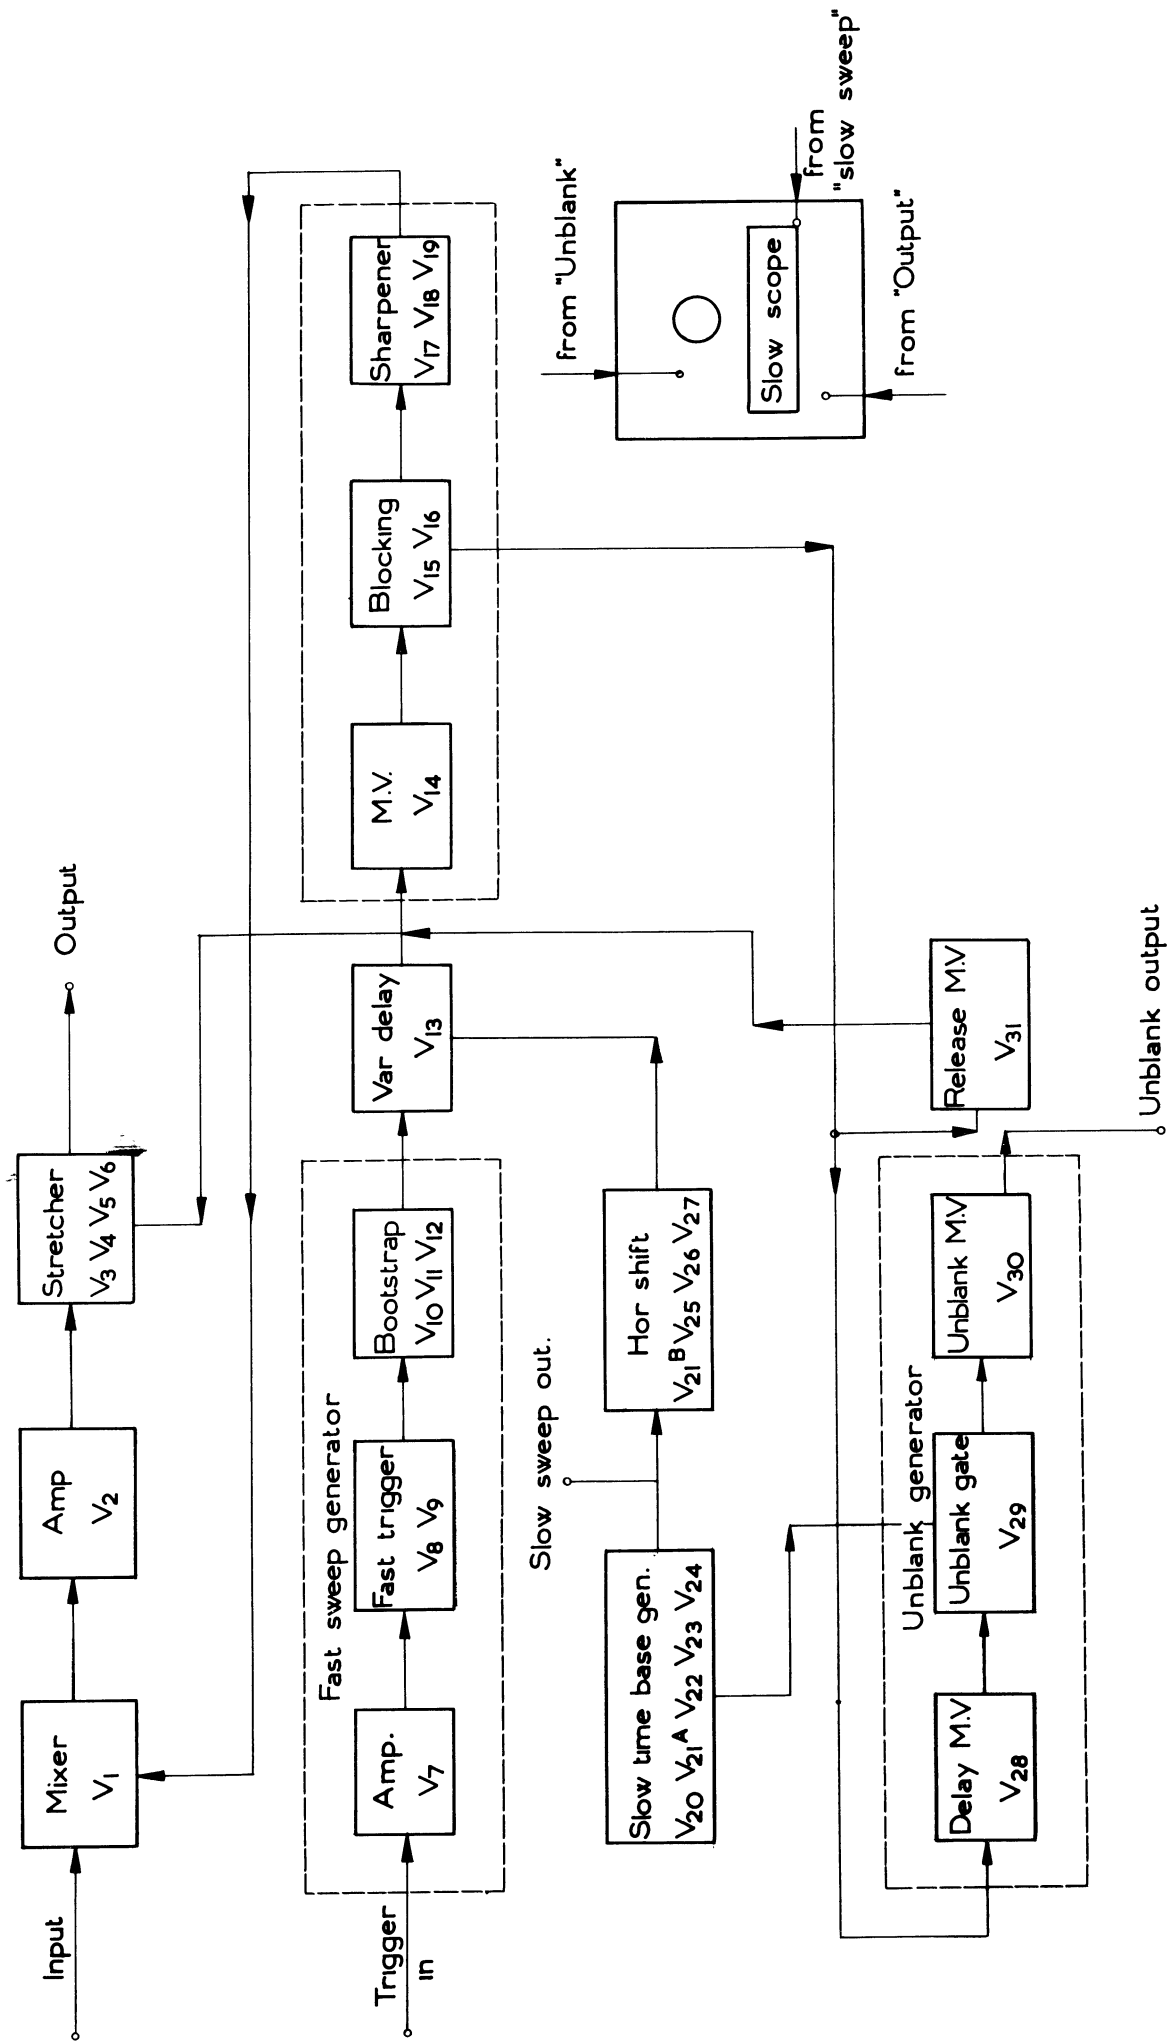 Input
Mixer
V1
Amp
V2
Stretcher
V3 V4 V5 V6
Output
Trigger
in
Fast sweep generator
Amp.
V7
Fast trigger
V8 V9
Bootstrap
V10 V11 V12
Var delay
V13
M.V.
V14
Blocking
V15 V16
Sharpener
V17 V18 V19
Slow sweep out.
Slow time base gen.
V20 V21A V22 V23 V24
Hor shift
V21B V25 V26 V27
from "Unblank"
Slow scope
from
"slow sweep"
from "Output"
Unblank generator
Delay M.V
V28
Unblank gate
V29
Unblank M.V
V30
Release M.V
V31
Unblank output